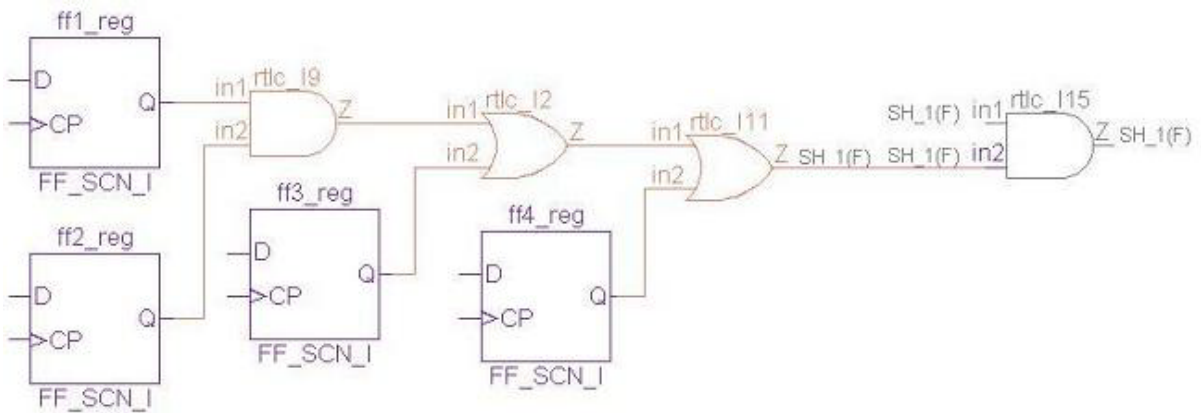 ff1_reg
D
CP
Q
FF_SCN_I
in1
in2
rtlc_I9
Z
in1
in2
rtlc_I2
Z
in1
in2
rtlc_I11
Z
SH_1(F)
SH_1(F)
SH_1(F)
in1
in2
rtlc_I15
Z
SH_1(F)
ff2_reg
D
CP
Q
FF_SCN_I
ff3_reg
D
CP
Q
FF_SCN_I
ff4_reg
D
CP
Q
FF_SCN_I